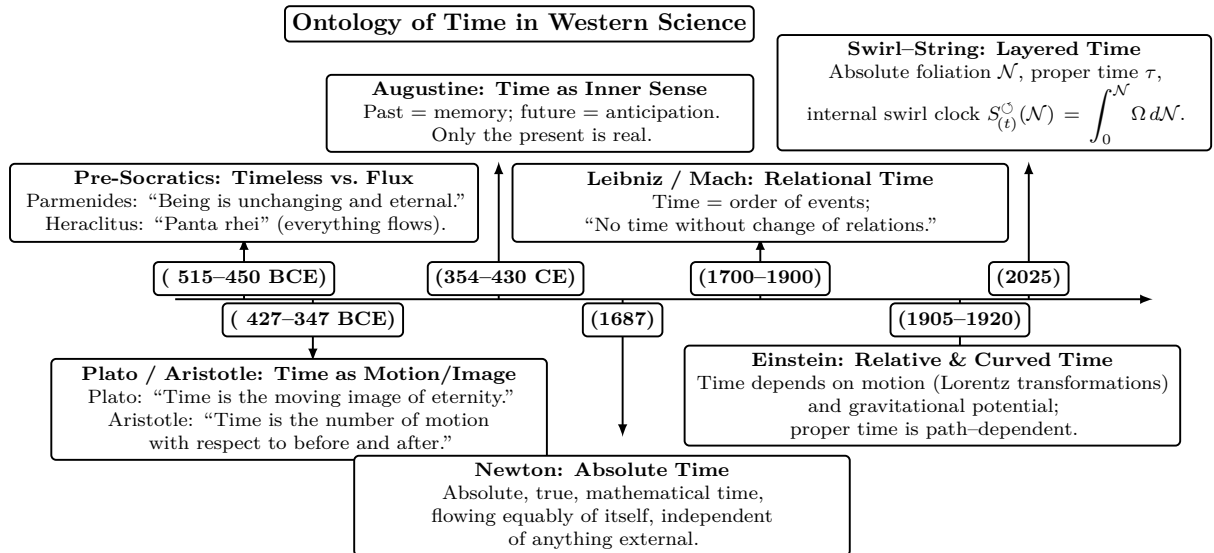 Ontology of Time in Western Science
Swirl–String: Layered Time
Absolute foliation 𝒩, proper time τ,
internal swirl clock S^↺_(t)(𝒩) = ∫_0^𝒩 Ω d𝒩.
Augustine: Time as Inner Sense
Past = memory; future = anticipation.
Only the present is real.
Pre-Socratics: Timeless vs. Flux
Parmenides: “Being is unchanging and eternal.”
Heraclitus: “Panta rhei” (everything flows).
Leibniz / Mach: Relational Time
Time = order of events;
“No time without change of relations.”
( 515–450 BCE)
(354–430 CE)
(1700–1900)
(2025)
( 427–347 BCE)
(1687)
(1905–1920)
Plato / Aristotle: Time as Motion/Image
Plato: “Time is the moving image of eternity.”
Aristotle: “Time is the number of motion
with respect to before and after.”
Einstein: Relative & Curved Time
Time depends on motion (Lorentz transformations)
and gravitational potential;
proper time is path–dependent.
Newton: Absolute Time
Absolute, true, mathematical time,
flowing equably of itself, independent
of anything external.